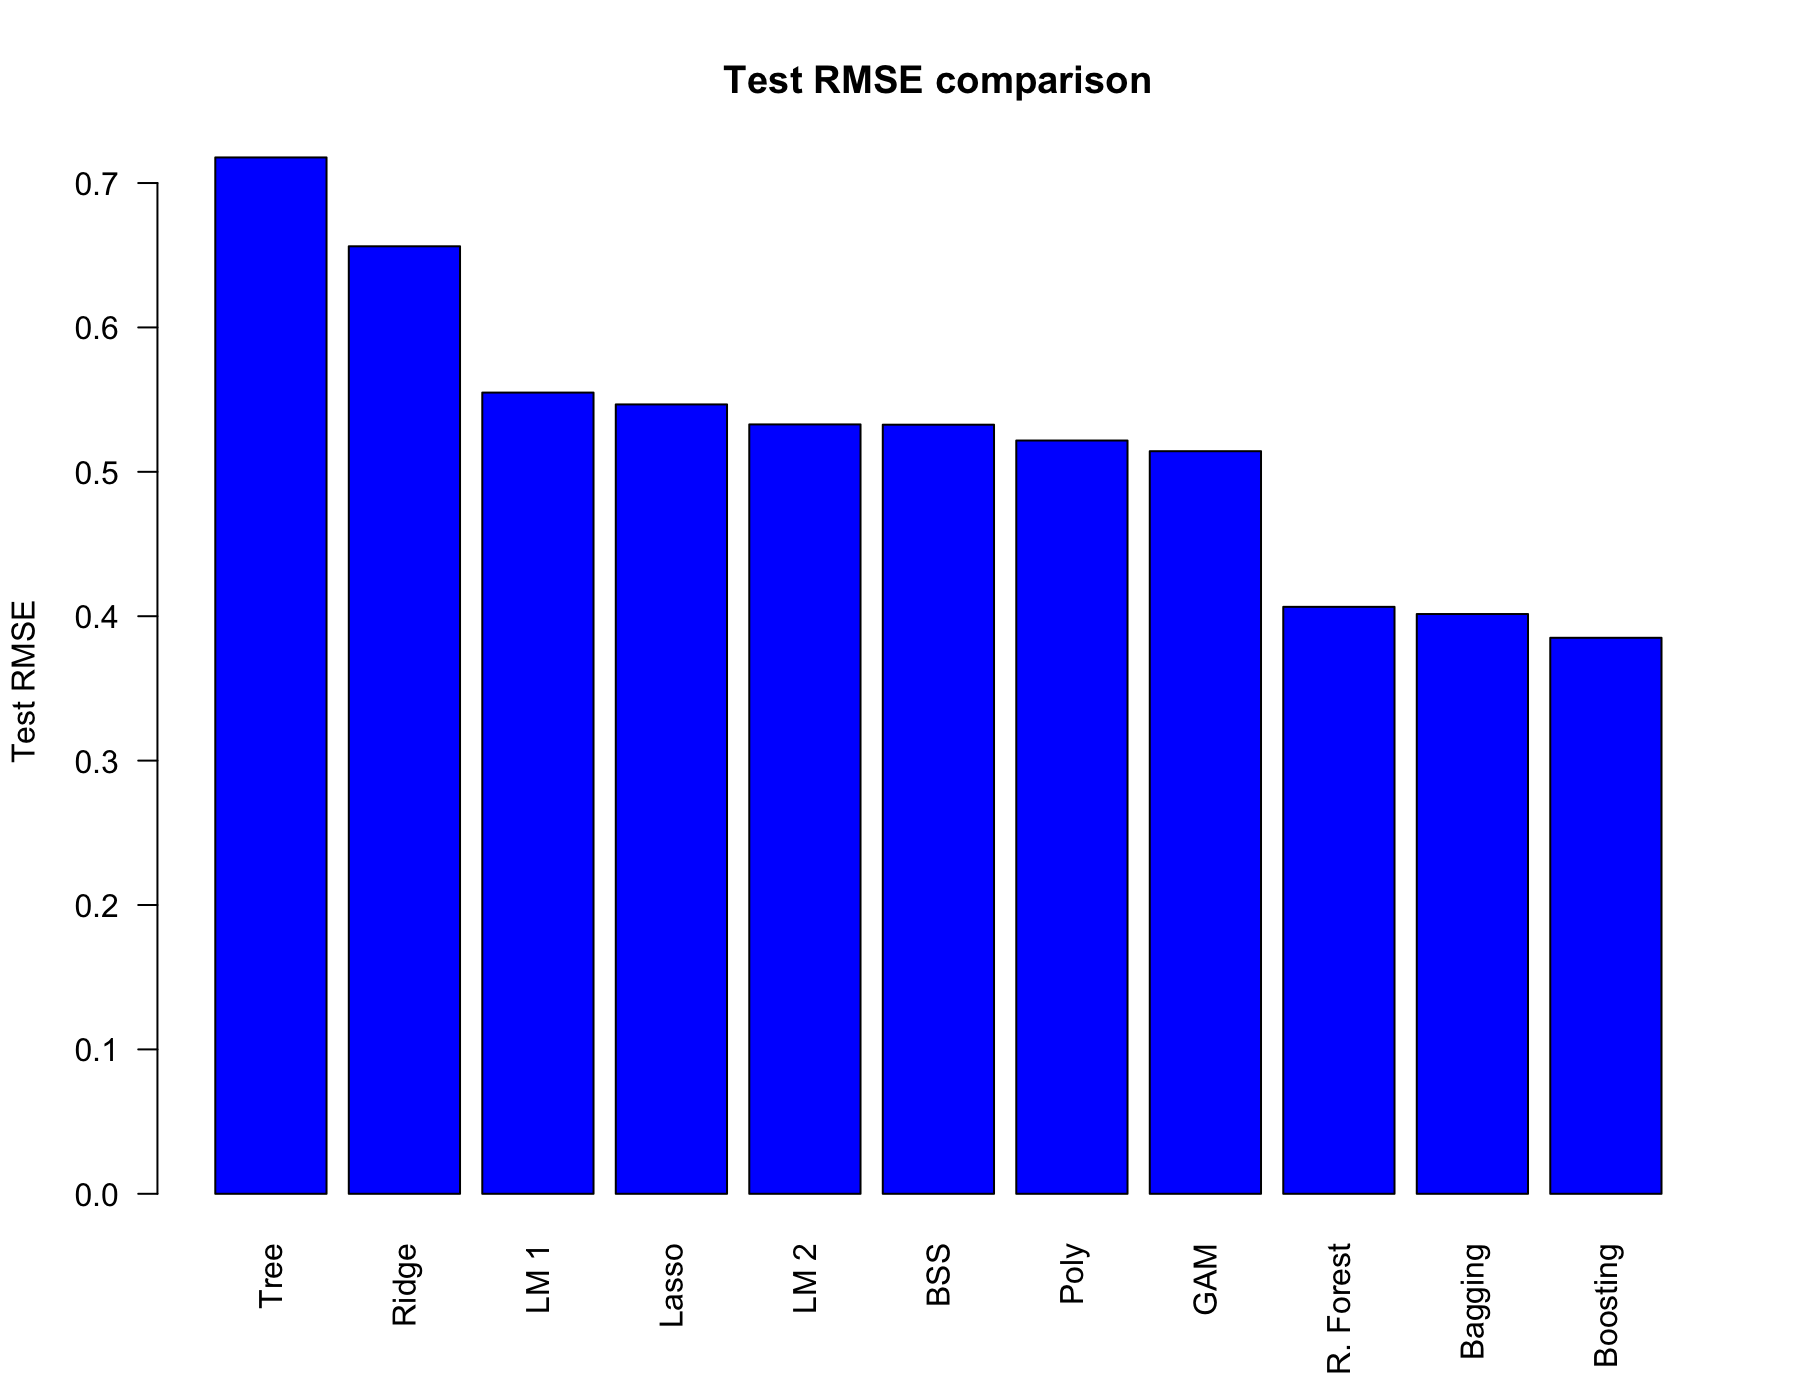 Test RMSE comparison
Test RMSE
0.7
0.6
0.5
0.4
0.3
0.2
0.1
0.0
Tree
Ridge
LM 1
Lasso
LM 2
BSS
Poly
GAM
R. Forest
Bagging
Boosting